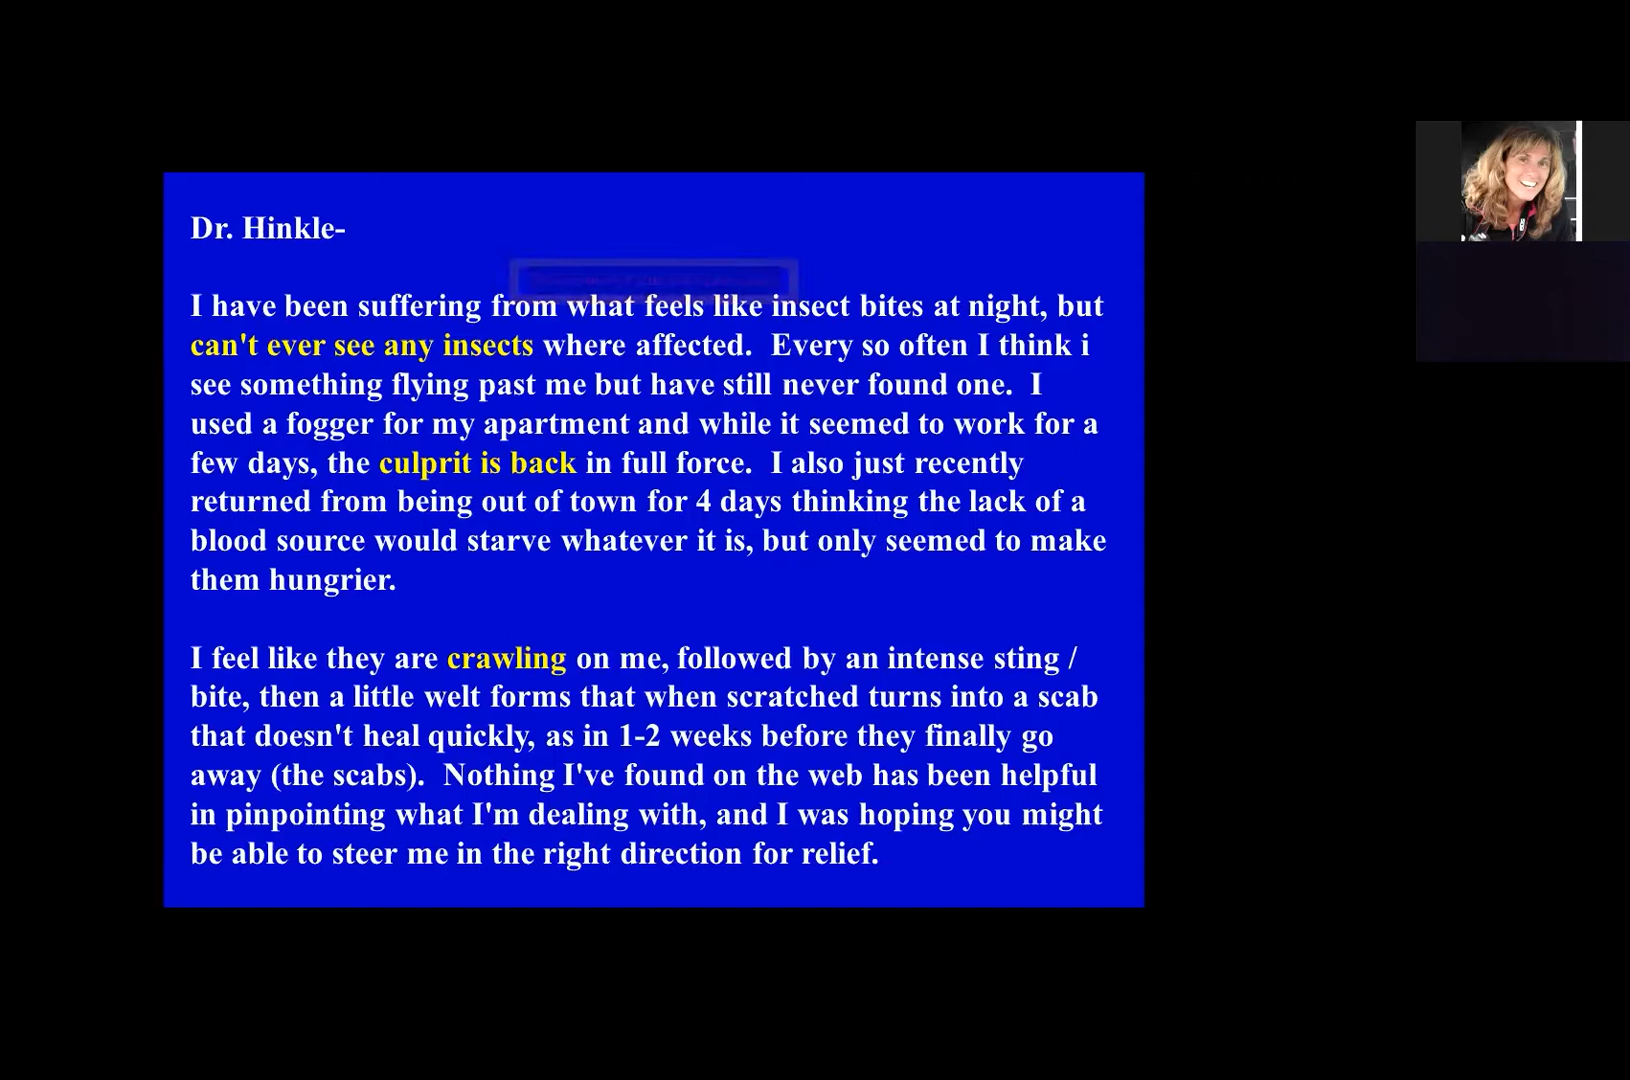 Dr. Hinkle-
I have been suffering from what feels like insect bites at night, but
can't ever see any insects where affected.  Every so often I think i
see something flying past me but have still never found one.  I
used a fogger for my apartment and while it seemed to work for a
few days, the culprit is back in full force.  I also just recently
returned from being out of town for 4 days thinking the lack of a
blood source would starve whatever it is, but only seemed to make
them hungrier.
I feel like they are crawling on me, followed by an intense sting /
bite, then a little welt forms that when scratched turns into a scab
that doesn't heal quickly, as in 1-2 weeks before they finally go
away (the scabs).  Nothing I've found on the web has been helpful
in pinpointing what I'm dealing with, and I was hoping you might
be able to steer me in the right direction for relief.